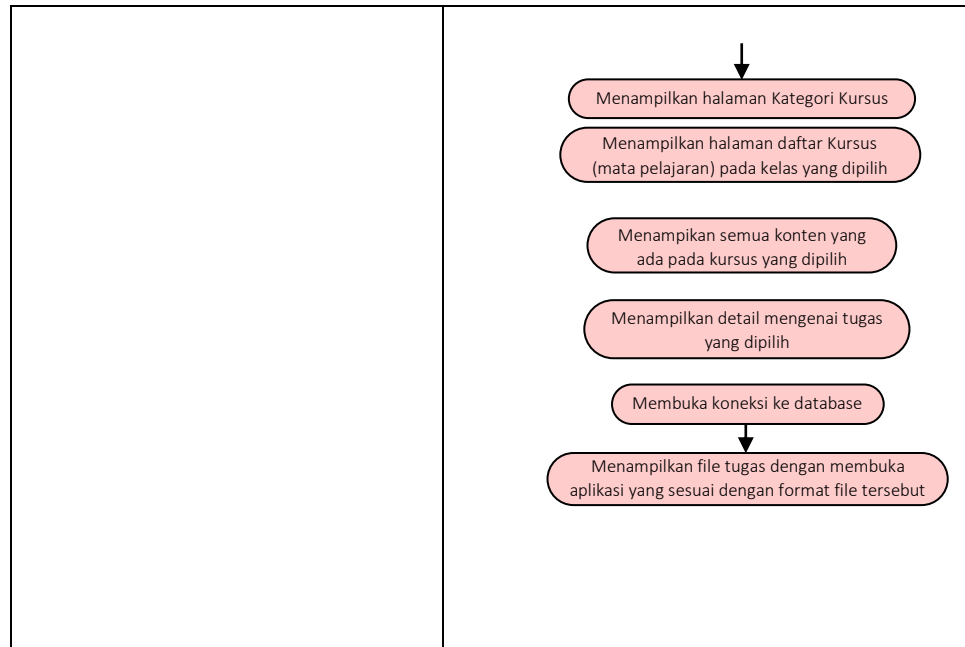 Menampilkan halaman Kategori Kursus
Menampilkan halaman daftar Kursus
(mata pelajaran) pada kelas yang dipilih
Menampikan semua konten yang
ada pada kursus yang dipilih
Menampilkan detail mengenai tugas
yang dipilih
Membuka koneksi ke database
Menampilkan file tugas dengan membuka
aplikasi yang sesuai dengan format file tersebut